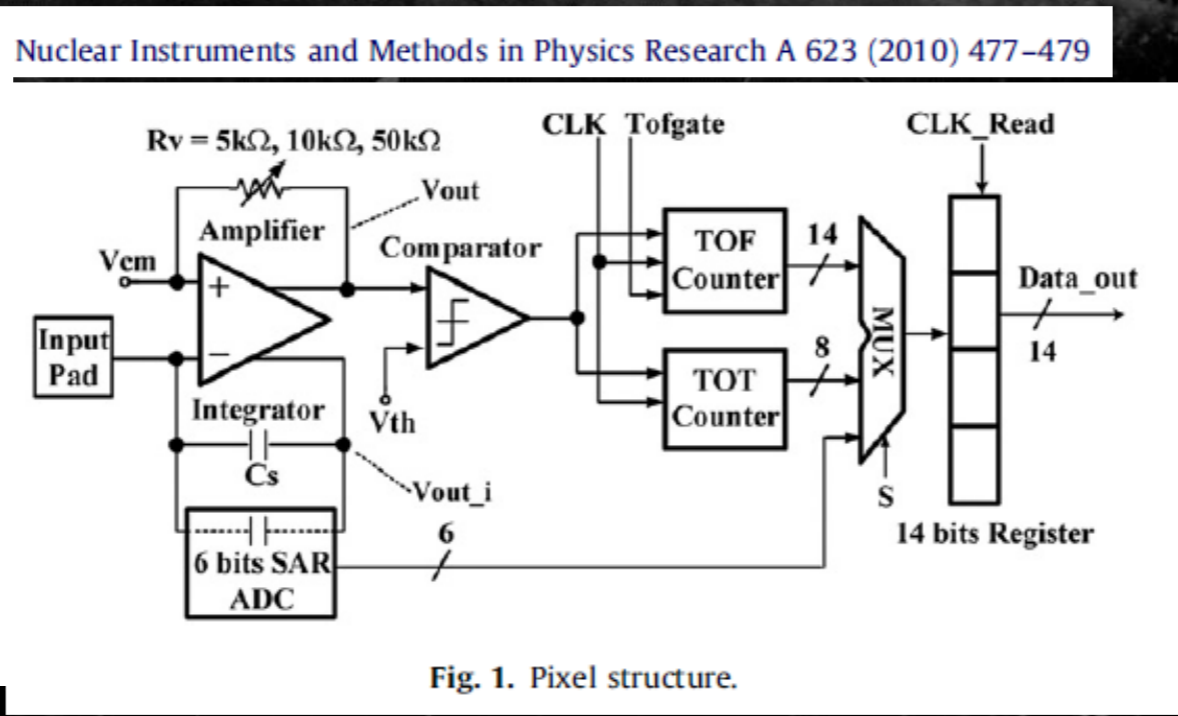 Nuclear Instruments and Methods in Physics Research A 623 (2010) 477–479
CLK Tofgate
CLK_Read
Rv = 5kΩ, 10kΩ, 50kΩ
Vout
Amplifier
Comparator
Vcm
+
−
TOF
Counter
14
Data_out
14
Input
Pad
MUX
8
TOT
Counter
Integrator
Vth
Cs
Vout_i
S
6
14 bits Register
6 bits SAR
ADC
Fig. 1. Pixel structure.